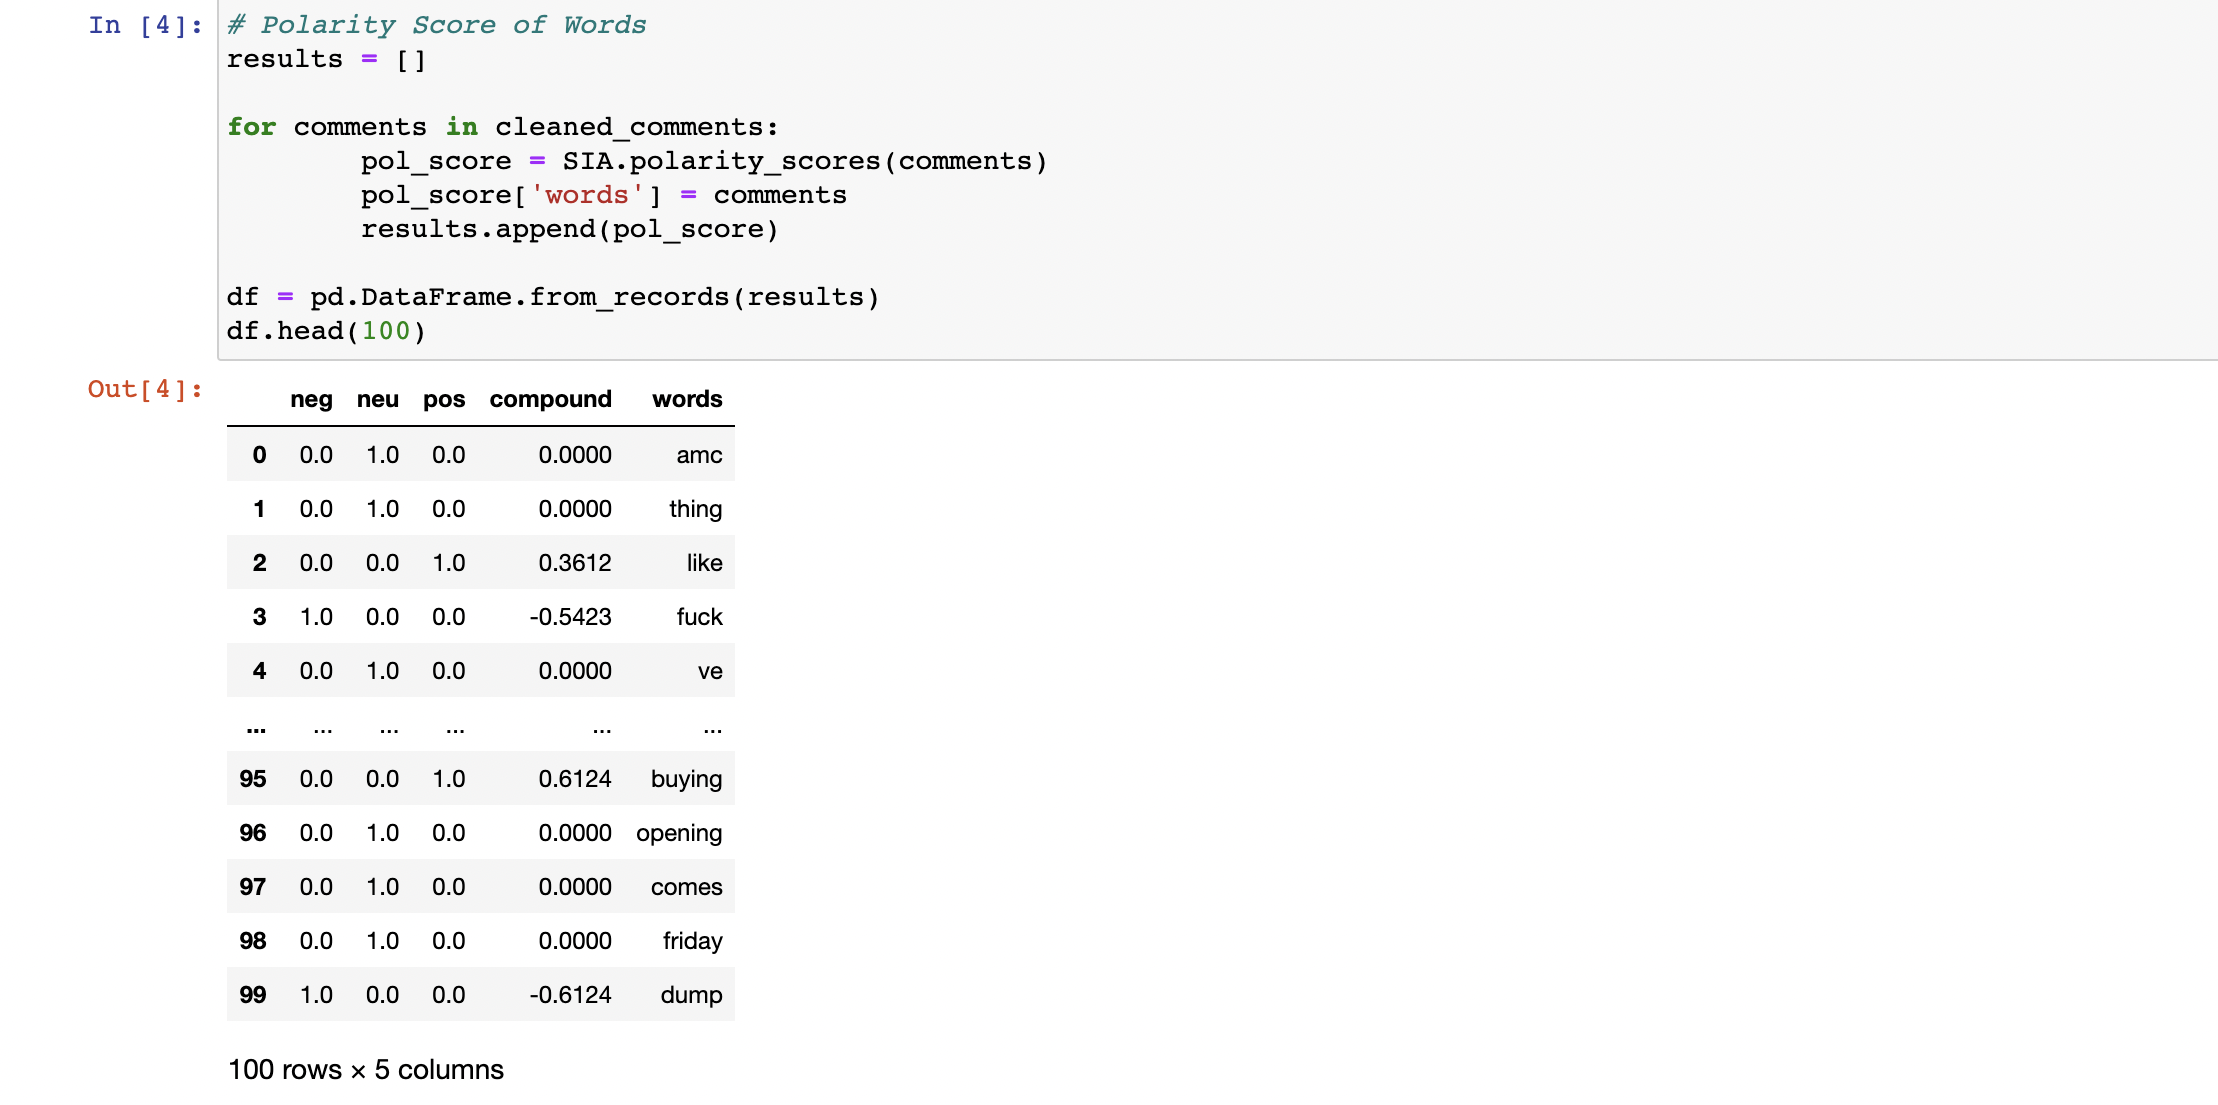 In [4]: # Polarity Score of Words
results = []
for comments in cleaned_comments:
pol_score = SIA.polarity_scores(comments)
pol_score['words'] = comments
results.append(pol_score)
df = pd.DataFrame.from_records(results)
df.head(100)
Out[4]:
neg neu pos compound words
0 0.0 1.0 0.0 0.0000 amc
1 0.0 1.0 0.0 0.0000 thing
2 0.0 0.0 1.0 0.3612 like
3 1.0 0.0 0.0 -0.5423 fuck
4 0.0 1.0 0.0 0.0000 ve
... ... ... ... ... ...
95 0.0 0.0 1.0 0.6124 buying
96 0.0 1.0 0.0 0.0000 opening
97 0.0 1.0 0.0 0.0000 comes
98 0.0 1.0 0.0 0.0000 friday
99 1.0 0.0 0.0 -0.6124 dump
100 rows × 5 columns